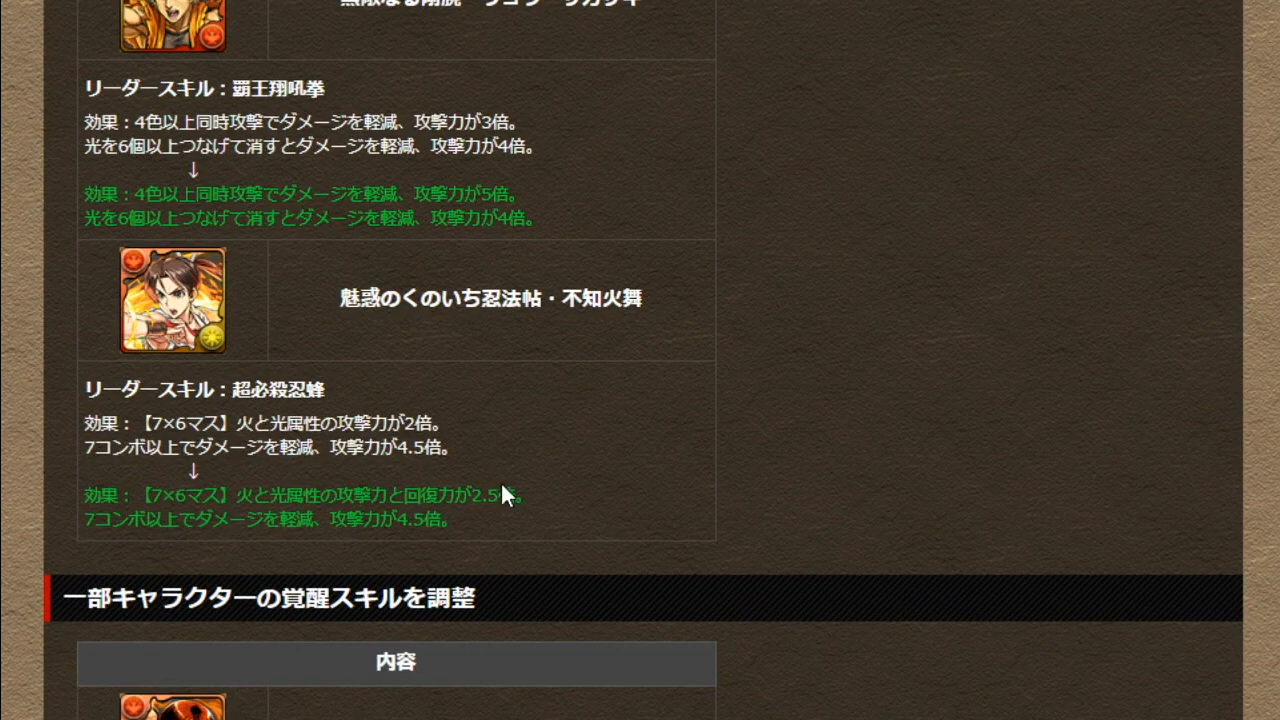 リーダースキル：覇王翔吼拳
効果：4色以上同時攻撃でダメージを軽減、攻撃力が3倍。
光を6個以上つなげて消すとダメージを軽減、攻撃力が4倍。
↓
効果：4色以上同時攻撃でダメージを軽減、攻撃力が5倍。
光を6個以上つなげて消すとダメージを軽減、攻撃力が4倍。
魅惑のくのいち忍法帖・不知火舞
リーダースキル：超必殺忍蜂
効果：【7×6マス】火と光属性の攻撃力が2倍。
7コンボ以上でダメージを軽減、攻撃力が4.5倍。
↓
効果：【7×6マス】火と光属性の攻撃力と回復力が2.5倍。
7コンボ以上でダメージを軽減、攻撃力が4.5倍。
一部キャラクターの覚醒スキルを調整
内容